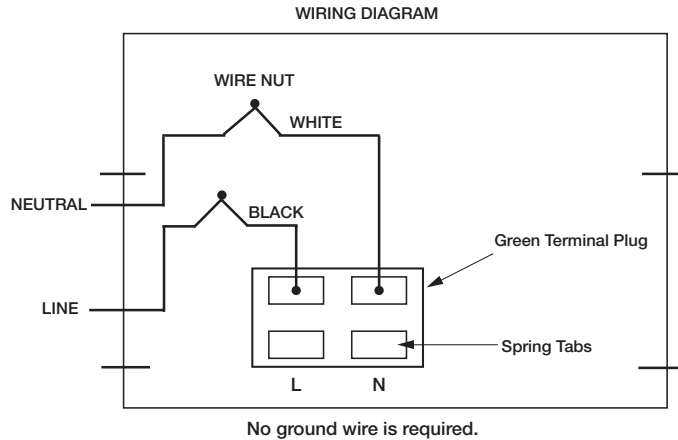 WIRING DIAGRAM
WIRE NUT
WHITE
NEUTRAL
BLACK
Green Terminal Plug
LINE
Spring Tabs
L N
No ground wire is required.